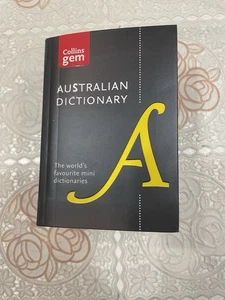 Collins
gem
AUSTRALIAN
DICTIONARY
The world's
favourite mini
dictionaries
A